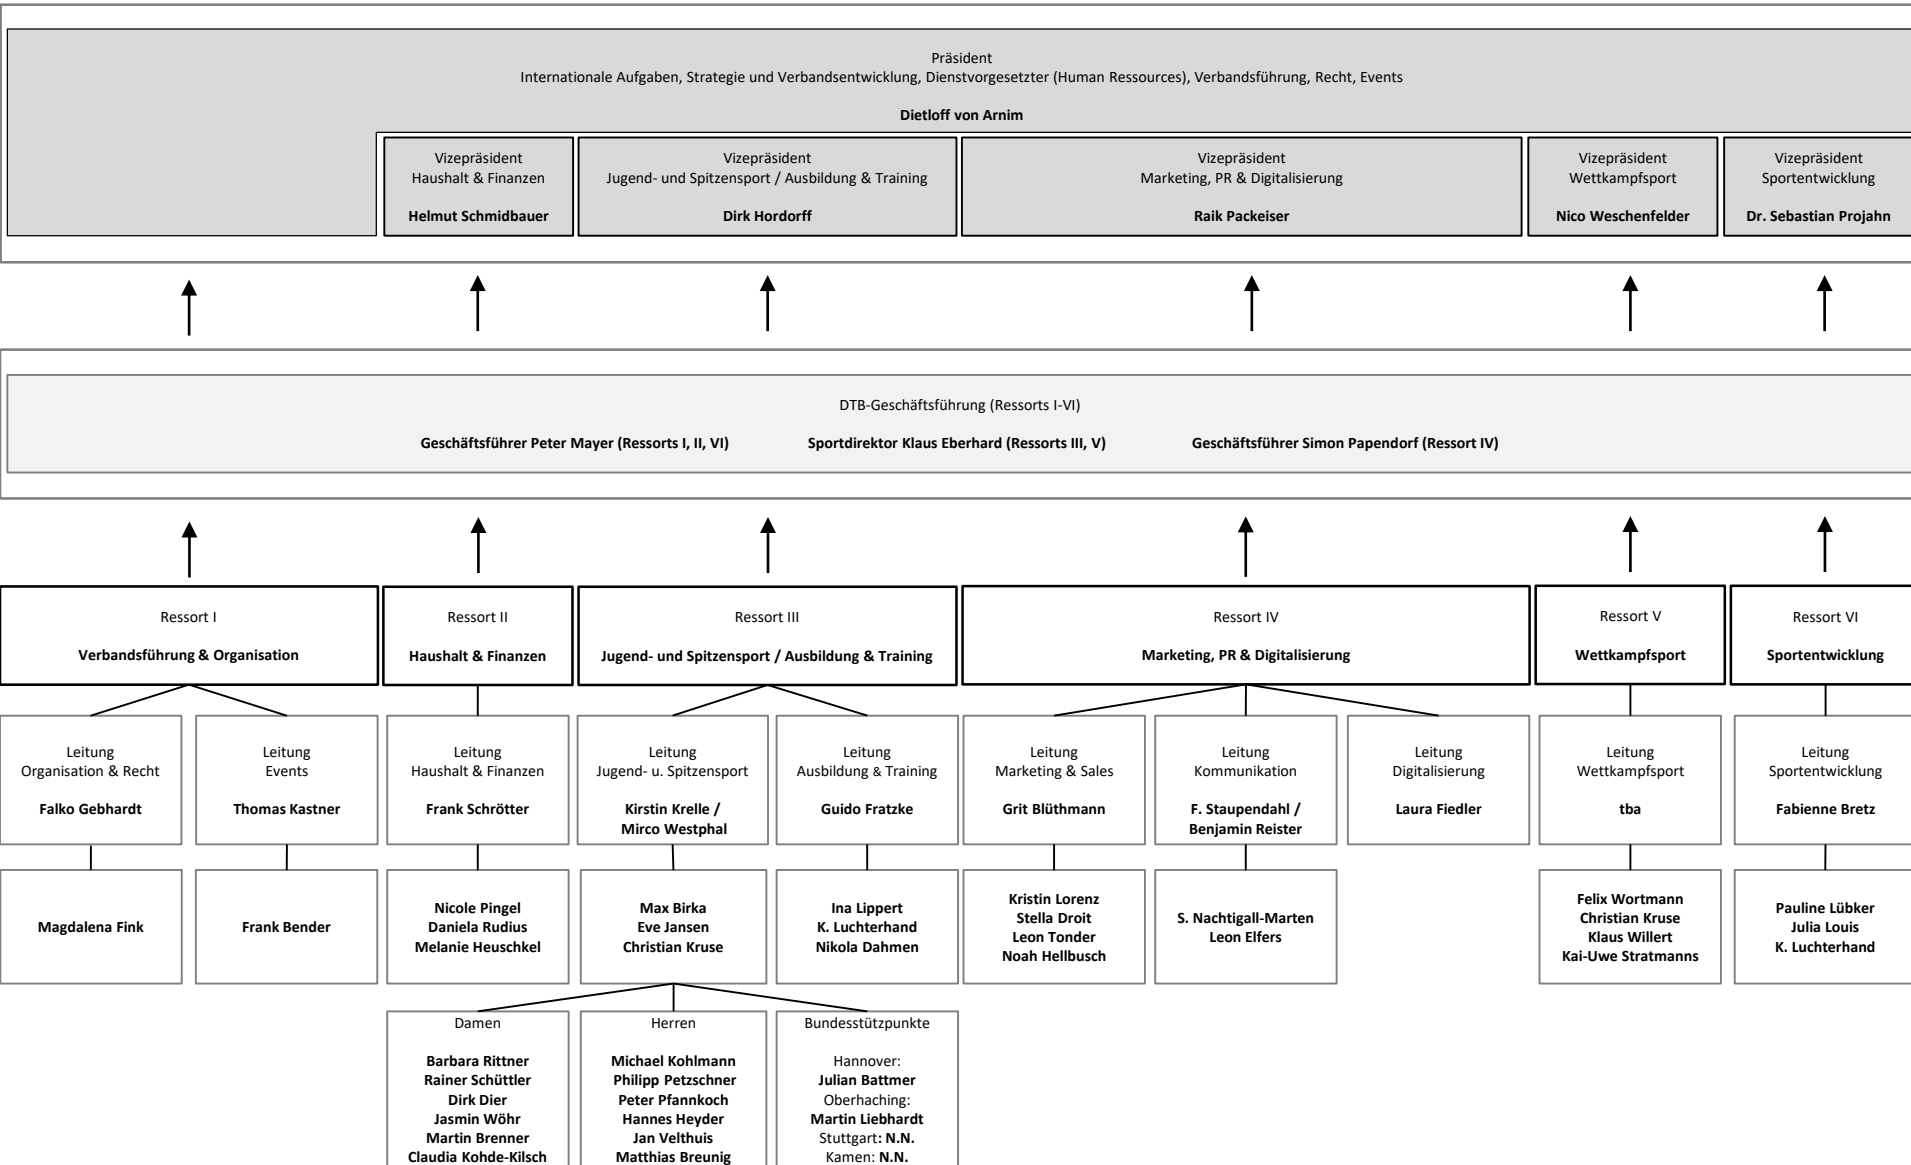 Präsident
Internationale Aufgaben, Strategie und Verbandsentwicklung, Dienstvorgesetzter (Human Ressources), Verbandsführung, Recht, Events
Dietloff von Arnim
Vizepräsident
Haushalt & Finanzen
Helmut Schmidbauer
Vizepräsident
Jugend- und Spitzensport / Ausbildung & Training
Dirk Hordorff
Vizepräsident
Marketing, PR & Digitalisierung
Raik Packeiser
Vizepräsident
Wettkampfsport
Nico Weschenfelder
Vizepräsident
Sportentwicklung
Dr. Sebastian Projahn
DTB-Geschäftsführung (Ressorts I-VI)
Geschäftsführer Peter Mayer (Ressorts I, II, VI) Sportdirektor Klaus Eberhard (Ressorts III, V) Geschäftsführer Simon Papendorf (Ressort IV)
Ressort I
Verbandsführung & Organisation
Ressort II
Haushalt & Finanzen
Ressort III
Jugend- und Spitzensport / Ausbildung & Training
Ressort IV
Marketing, PR & Digitalisierung
Ressort V
Wettkampfsport
Ressort VI
Sportentwicklung
Leitung
Organisation & Recht
Falko Gebhardt
Leitung
Events
Thomas Kastner
Leitung
Haushalt & Finanzen
Frank Schrötter
Leitung
Jugend- u. Spitzensport
Kirstin Krelle /
Mirco Westphal
Leitung
Ausbildung & Training
Guido Fratzke
Leitung
Marketing & Sales
Grit Blüthmann
Leitung
Kommunikation
F. Staupendahl /
Benjamin Reister
Leitung
Digitalisierung
Laura Fiedler
Leitung
Wettkampfsport
tba
Leitung
Sportentwicklung
Fabienne Bretz
Magdalena Fink
Frank Bender
Nicole Pingel
Daniela Rudius
Melanie Heuschkel
Max Birka
Eve Jansen
Christian Kruse
Ina Lippert
K. Luchterhand
Nikola Dahmen
Kristin Lorenz
Stella Droit
Leon Tonder
Noah Hellbusch
S. Nachtigall-Marten
Leon Elfers
Felix Wortmann
Christian Kruse
Klaus Willert
Kai-Uwe Stratmanns
Pauline Lübker
Julia Louis
K. Luchterhand
Damen
Barbara Rittner
Rainer Schüttler
Dirk Dier
Jasmin Wöhr
Martin Brenner
Claudia Kohde-Kilsch
Herren
Michael Kohlmann
Philipp Petzschner
Peter Pfannkoch
Hannes Heyder
Jan Velthuis
Matthias Breunig
Bundesstützpunkte
Hannover:
Julian Battmer
Oberhaching:
Martin Liebhardt
Stuttgart: N.N.
Kamen: N.N.